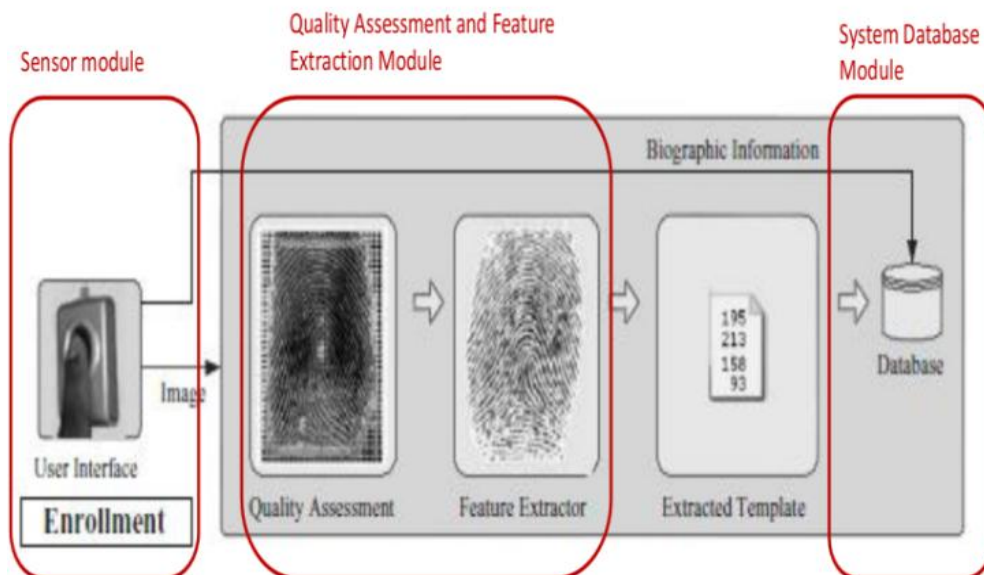 Sensor module
Quality Assessment and Feature
Extraction Module
System Database
Module
Biographic Information
195
213
158
93
Image
Database
User Interface
Quality Assessment
Feature Extractor
Extracted Template
Enrollment